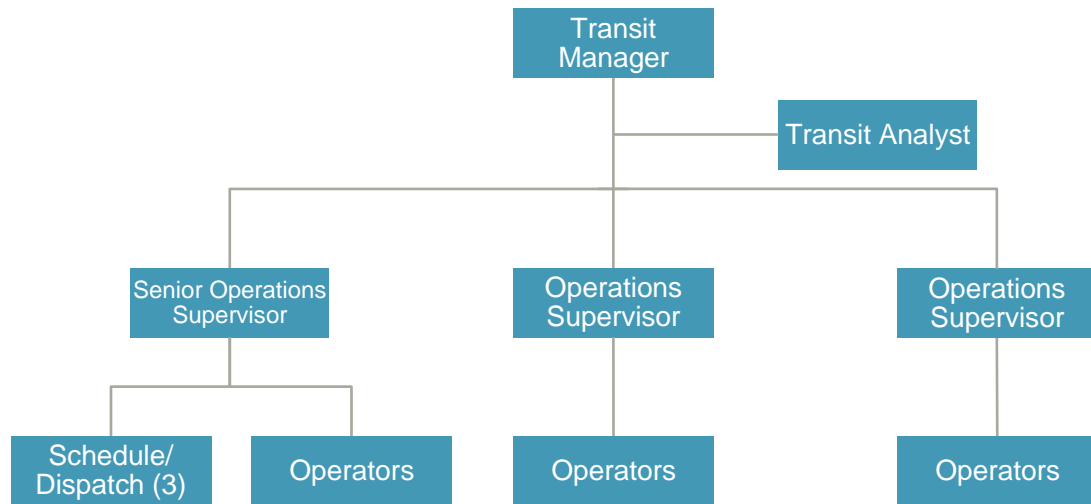 Transit
Manager
Transit Analyst
Senior Operations
Supervisor
Operations
Supervisor
Operations
Supervisor
Schedule/
Dispatch (3)
Operators
Operators
Operators